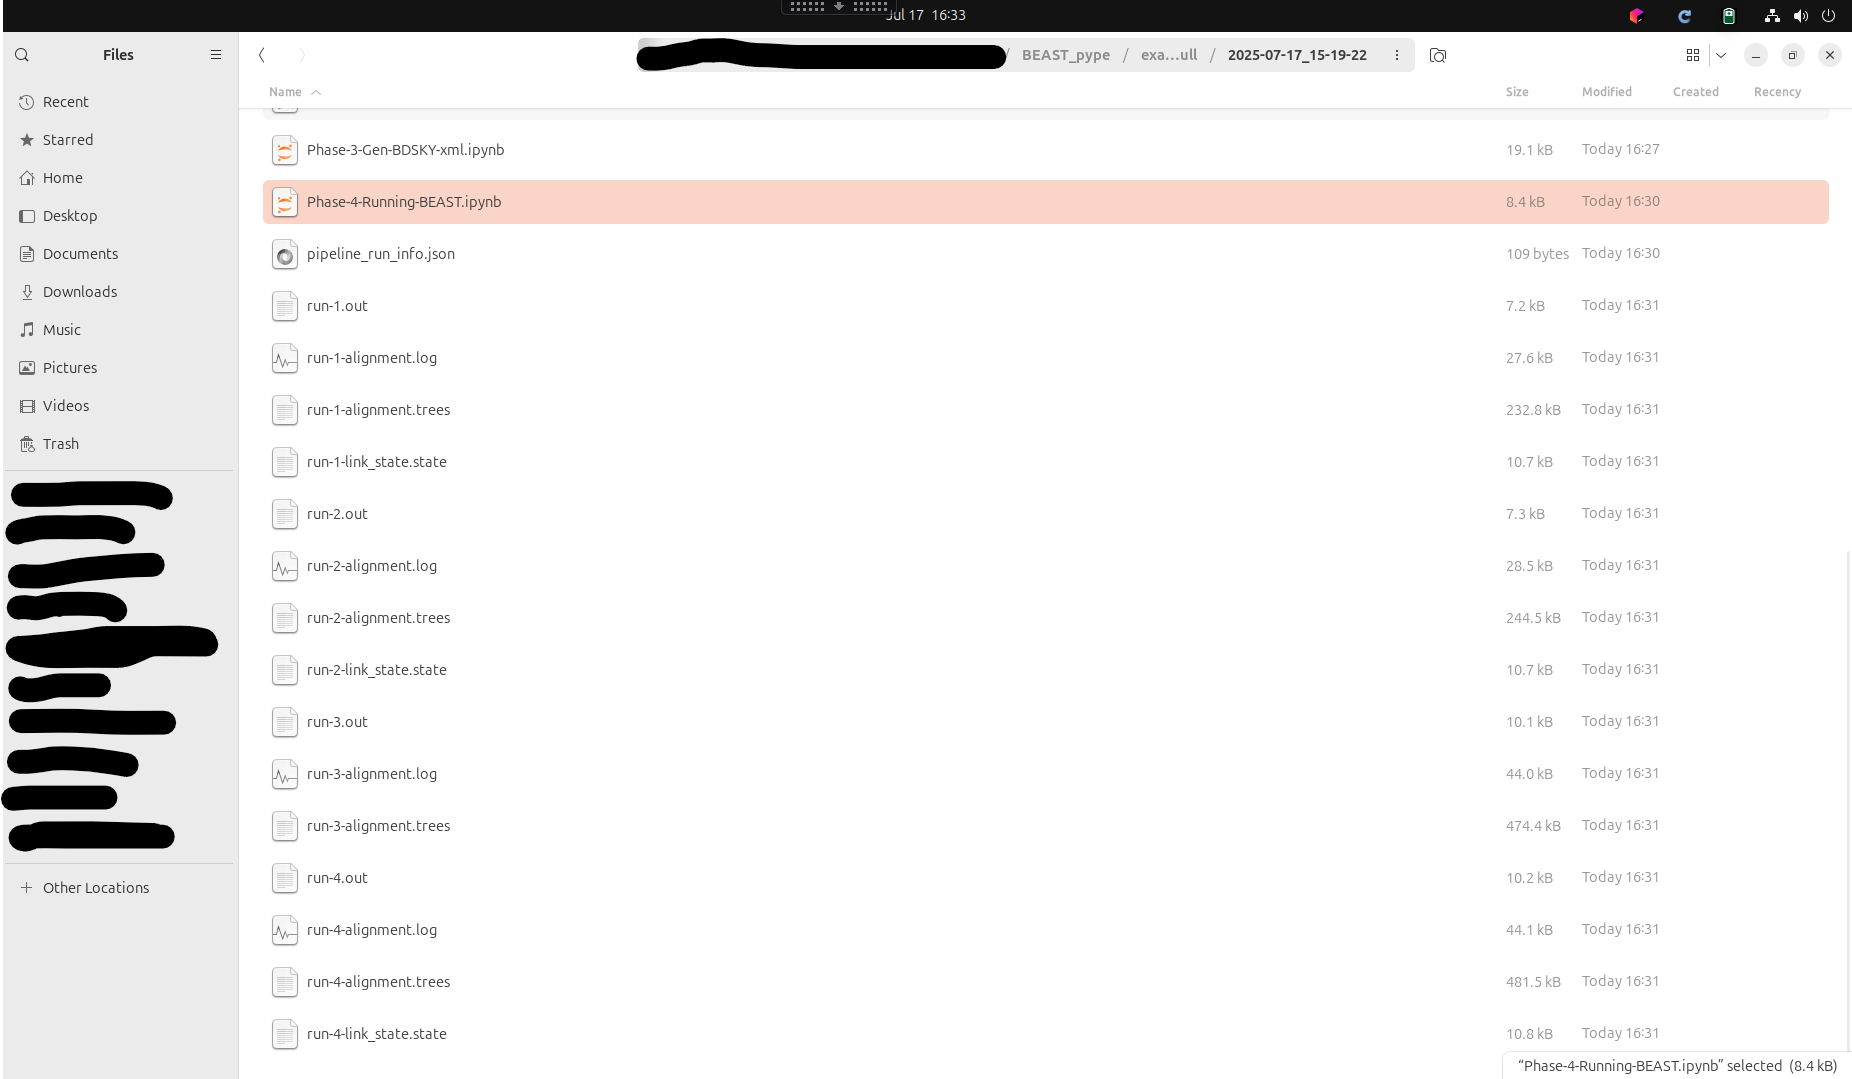 Jul 17 16:33
Files
BEAST_pype / exa…ull / 2025-07-17_15-19-22
Name Size Modified Created Recency
Recent
Starred
Home
Desktop
Documents
Downloads
Music
Pictures
Videos
Trash
Other Locations
Phase-3-Gen-BDSKY-xml.ipynb 19.1 kB Today 16:27
Phase-4-Running-BEAST.ipynb 8.4 kB Today 16:30
pipeline_run_info.json 109 bytes Today 16:30
run-1.out 7.2 kB Today 16:31
run-1-alignment.log 27.6 kB Today 16:31
run-1-alignment.trees 232.8 kB Today 16:31
run-1-link_state.state 10.7 kB Today 16:31
run-2.out 7.3 kB Today 16:31
run-2-alignment.log 28.5 kB Today 16:31
run-2-alignment.trees 244.5 kB Today 16:31
run-2-link_state.state 10.7 kB Today 16:31
run-3.out 10.1 kB Today 16:31
run-3-alignment.log 44.0 kB Today 16:31
run-3-alignment.trees 474.4 kB Today 16:31
run-4.out 10.2 kB Today 16:31
run-4-alignment.log 44.1 kB Today 16:31
run-4-alignment.trees 481.5 kB Today 16:31
run-4-link_state.state 10.8 kB Today 16:31
“Phase-4-Running-BEAST.ipynb” selected (8.4 kB)